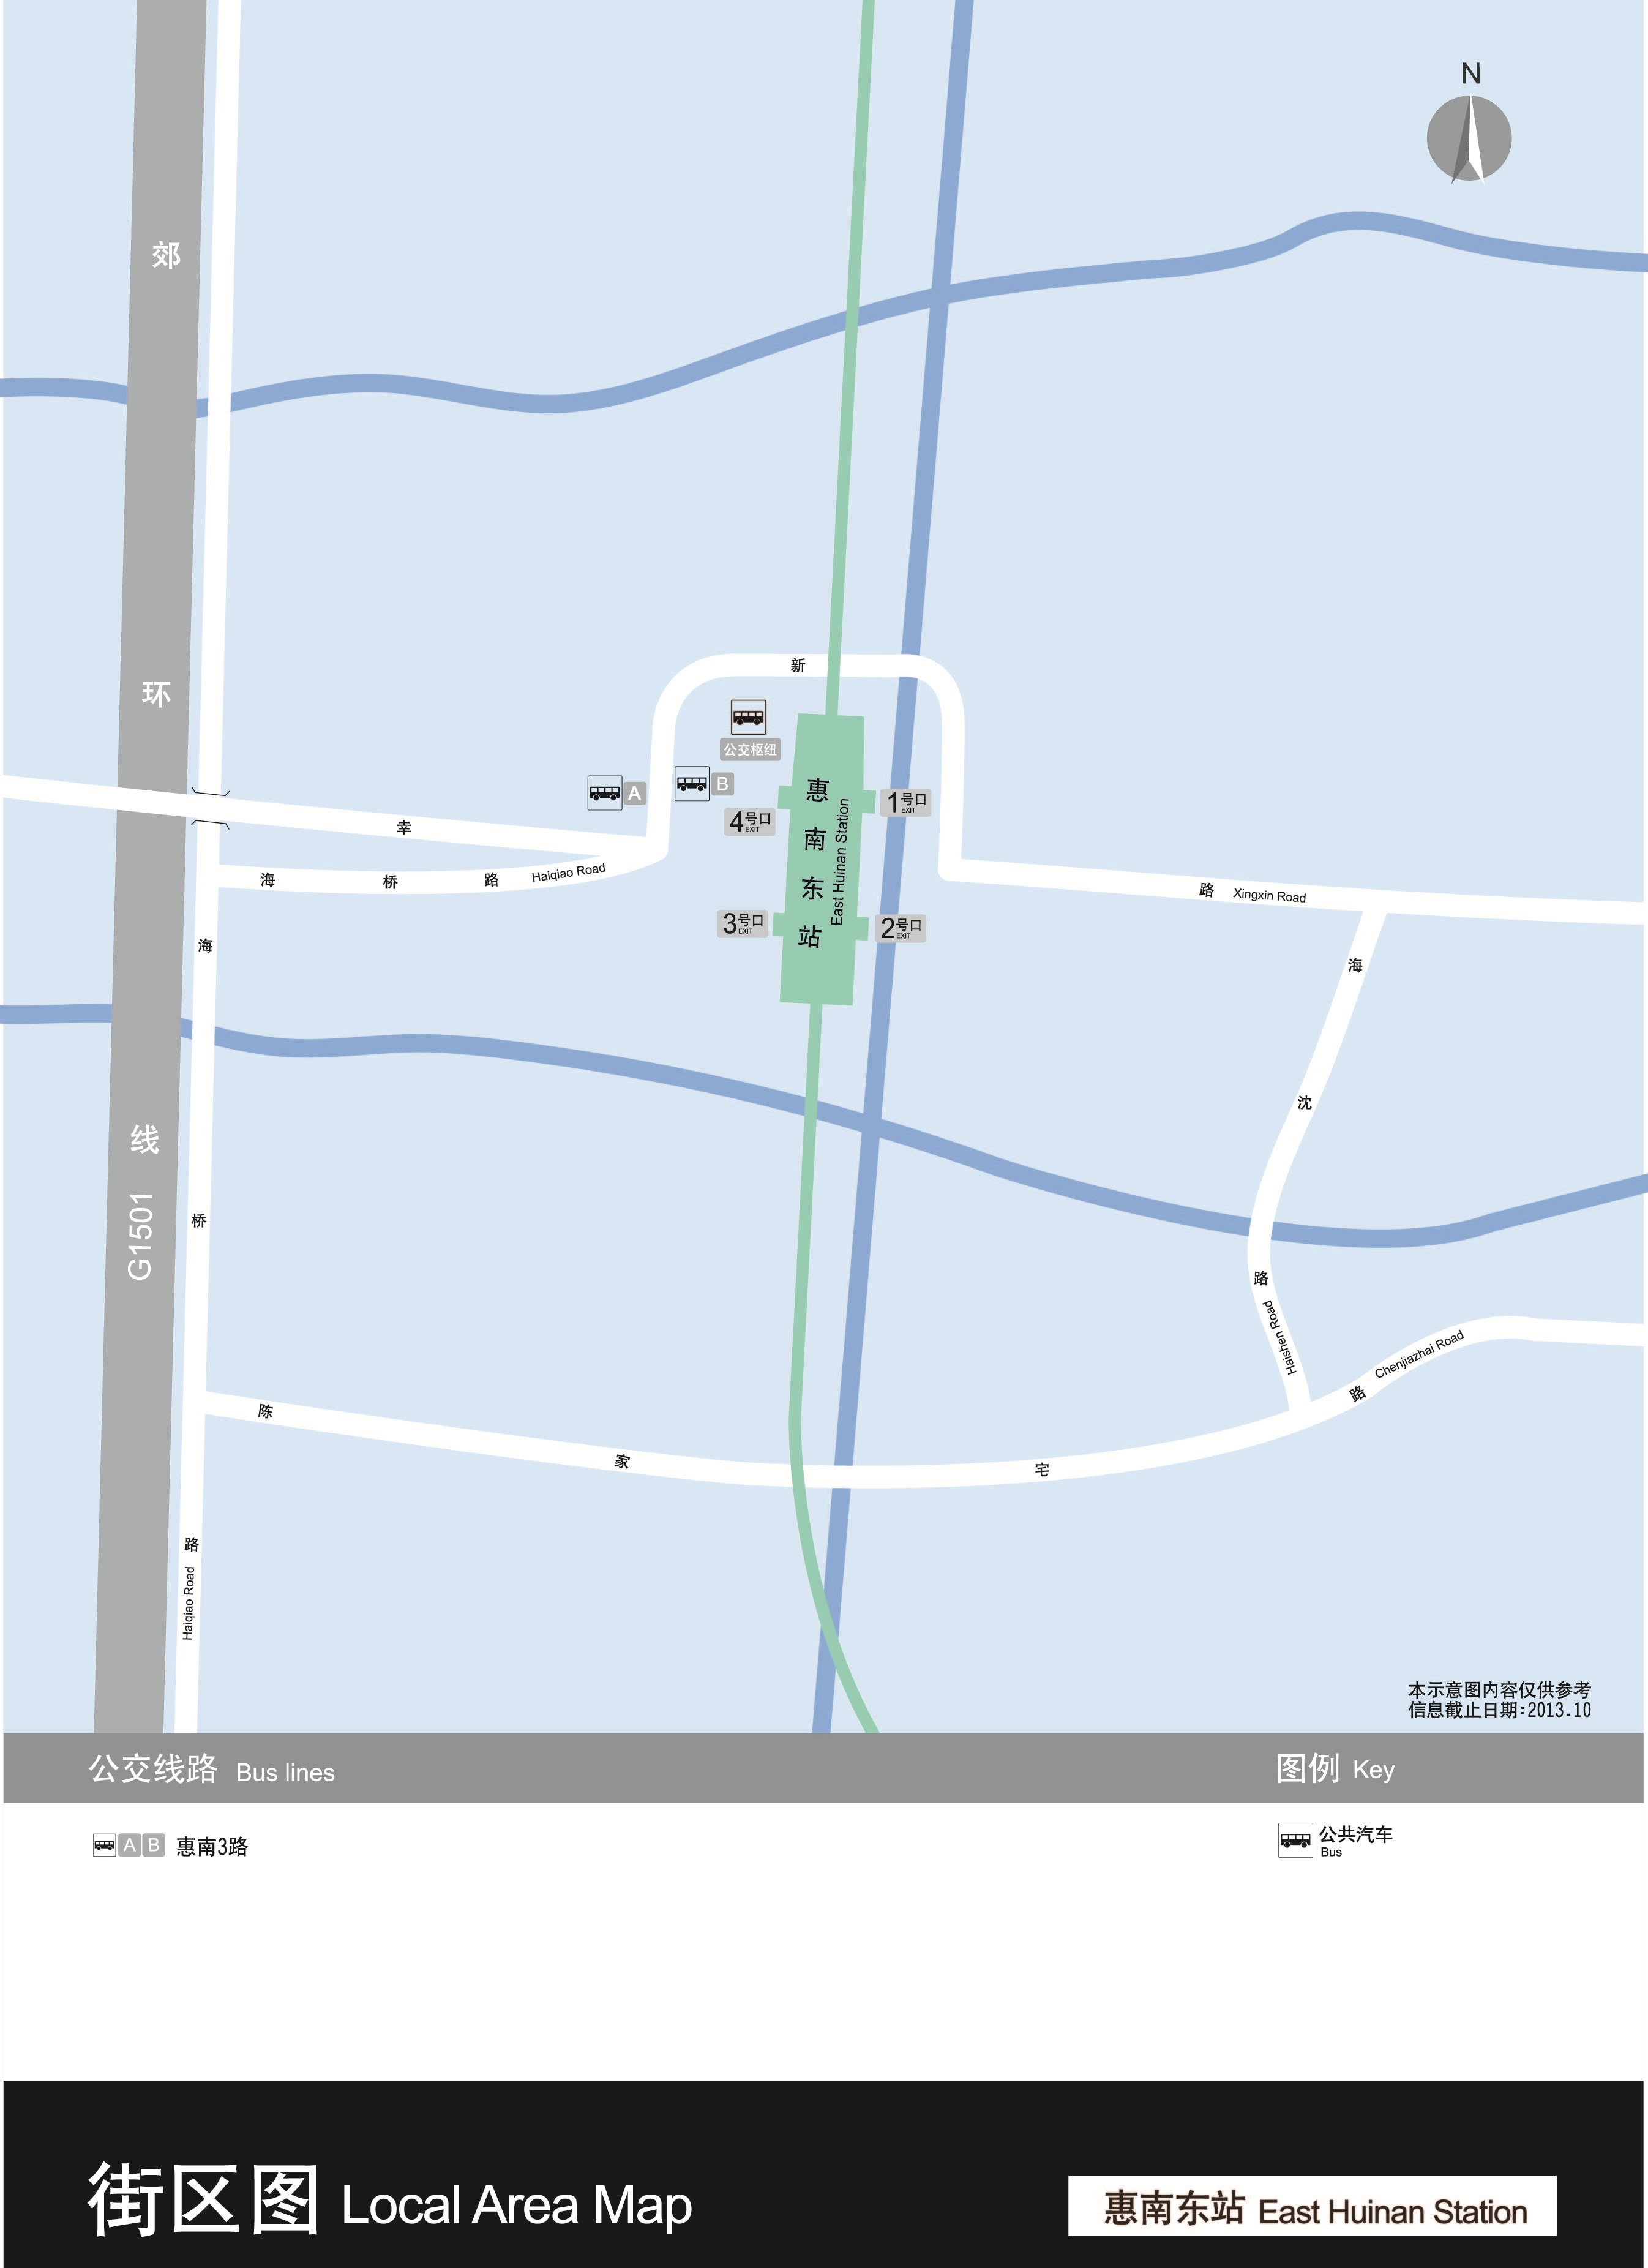 N
郊环线 G1501
新
公交枢纽
A
B
惠南东站
East Huinan Station
1号口
EXIT
4号口
EXIT
3号口
EXIT
2号口
EXIT
幸
海桥路 Haiqiao Road
路 Xingxin Road
海桥路 Haiqiao Road
海沈路 Haishen Road
陈家宅路 Chenjiazhai Road
本示意图内容仅供参考
信息截止日期:2013.10
公交线路 Bus lines
图例 Key
A B 惠南3路
公共汽车
Bus
街区图 Local Area Map
惠南东站 East Huinan Station